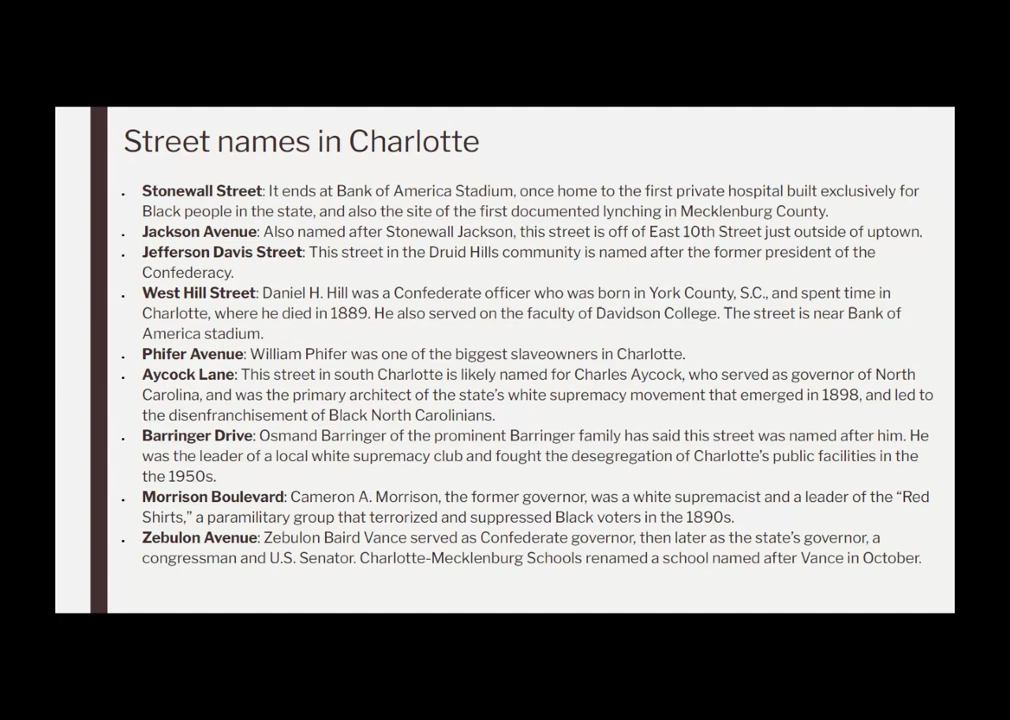 Street names in Charlotte
. Stonewall Street: It ends at Bank of America Stadium, once home to the first private hospital built exclusively for
Black people in the state, and also the site of the first documented lynching in Mecklenburg County.
. Jackson Avenue: Also named after Stonewall Jackson, this street is off of East 10th Street just outside of uptown.
. Jefferson Davis Street: This street in the Druid Hills community is named after the former president of the
Confederacy.
. West Hill Street: Daniel H. Hill was a Confederate officer who was born in York County, S.C., and spent time in
Charlotte, where he died in 1889. He also served on the faculty of Davidson College. The street is near Bank of
America stadium.
. Phifer Avenue: William Phifer was one of the biggest slaveowners in Charlotte.
. Aycock Lane: This street in south Charlotte is likely named for Charles Aycock, who served as governor of North
Carolina, and was the primary architect of the state's white supremacy movement that emerged in 1898, and led to
the disenfranchisement of Black North Carolinians.
. Barringer Drive: Osmand Barringer of the prominent Barringer family has said this street was named after him. He
was the leader of a local white supremacy club and fought the desegregation of Charlotte's public facilities in the
the 1950s.
. Morrison Boulevard: Cameron A. Morrison, the former governor, was a white supremacist and a leader of the “Red
Shirts,” a paramilitary group that terrorized and suppressed Black voters in the 1890s.
. Zebulon Avenue: Zebulon Baird Vance served as Confederate governor, then later as the state's governor, a
congressman and U.S. Senator. Charlotte-Mecklenburg Schools renamed a school named after Vance in October.